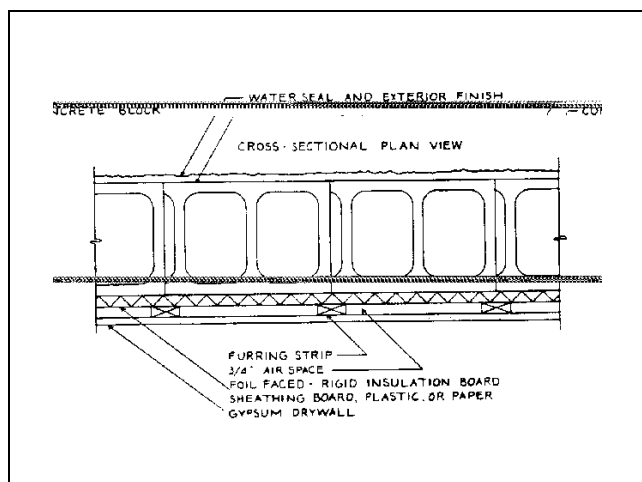 WATER SEAL AND EXTERIOR FINISH
BLOCK
CROSS-SECTIONAL PLAN VIEW
FURRING STRIP
3/4" AIR SPACE
FOIL FACED - RIGID INSULATION BOARD
SHEATHING BOARD, PLASTIC, OR PAPER
GYPSUM DRYWALL